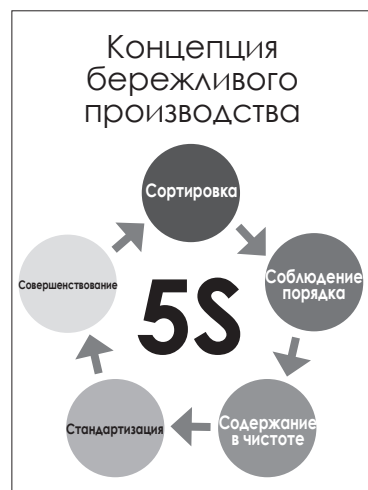 Концепция
бережливого
производства
Сортировка
Соблюдение
порядка
Содержание
в чистоте
Стандартизация
Совершенствование
5S